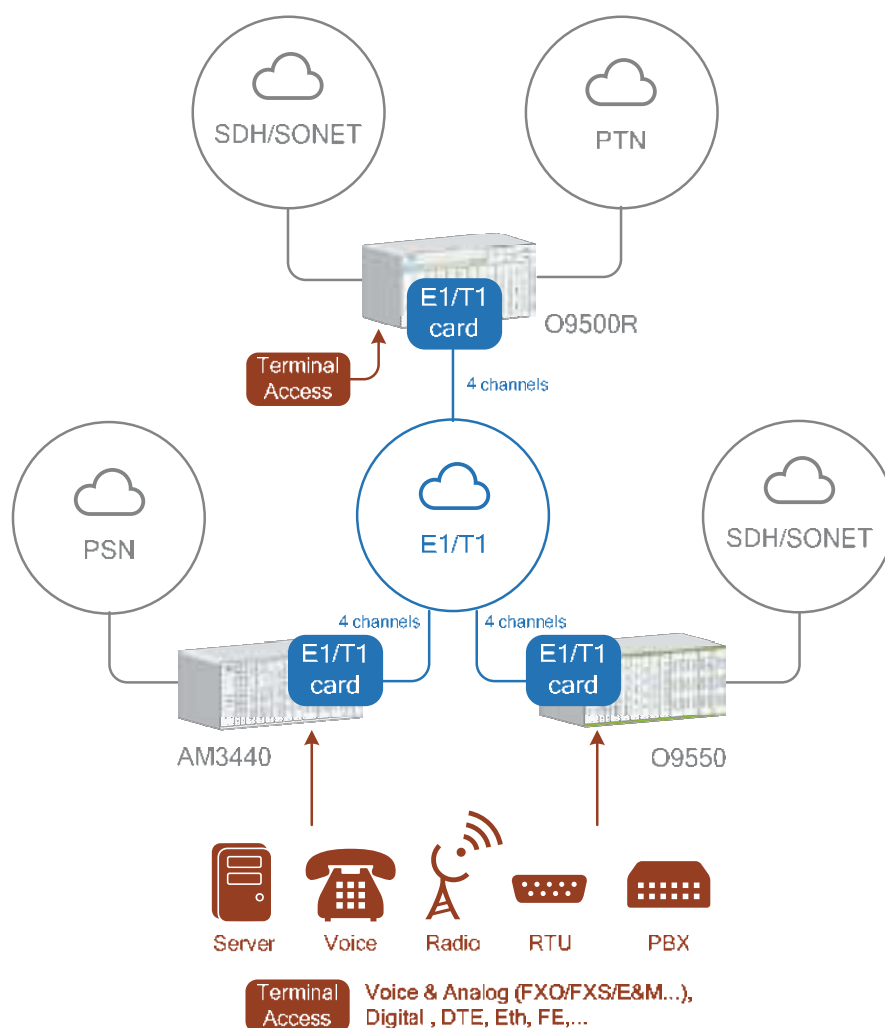 SDH/SONET
PTN
E1/T1
card
O9500R
Terminal
Access
4 channels
PSN
E1/T1
SDH/SONET
4 channels
4 channels
E1/T1
card
E1/T1
card
AM3440
O9550
Server
Voice
Radio
RTU
PBX
Terminal
Access
Voice & Analog (FXO/FXS/E&M...),
Digital , DTE, Eth, FE,...